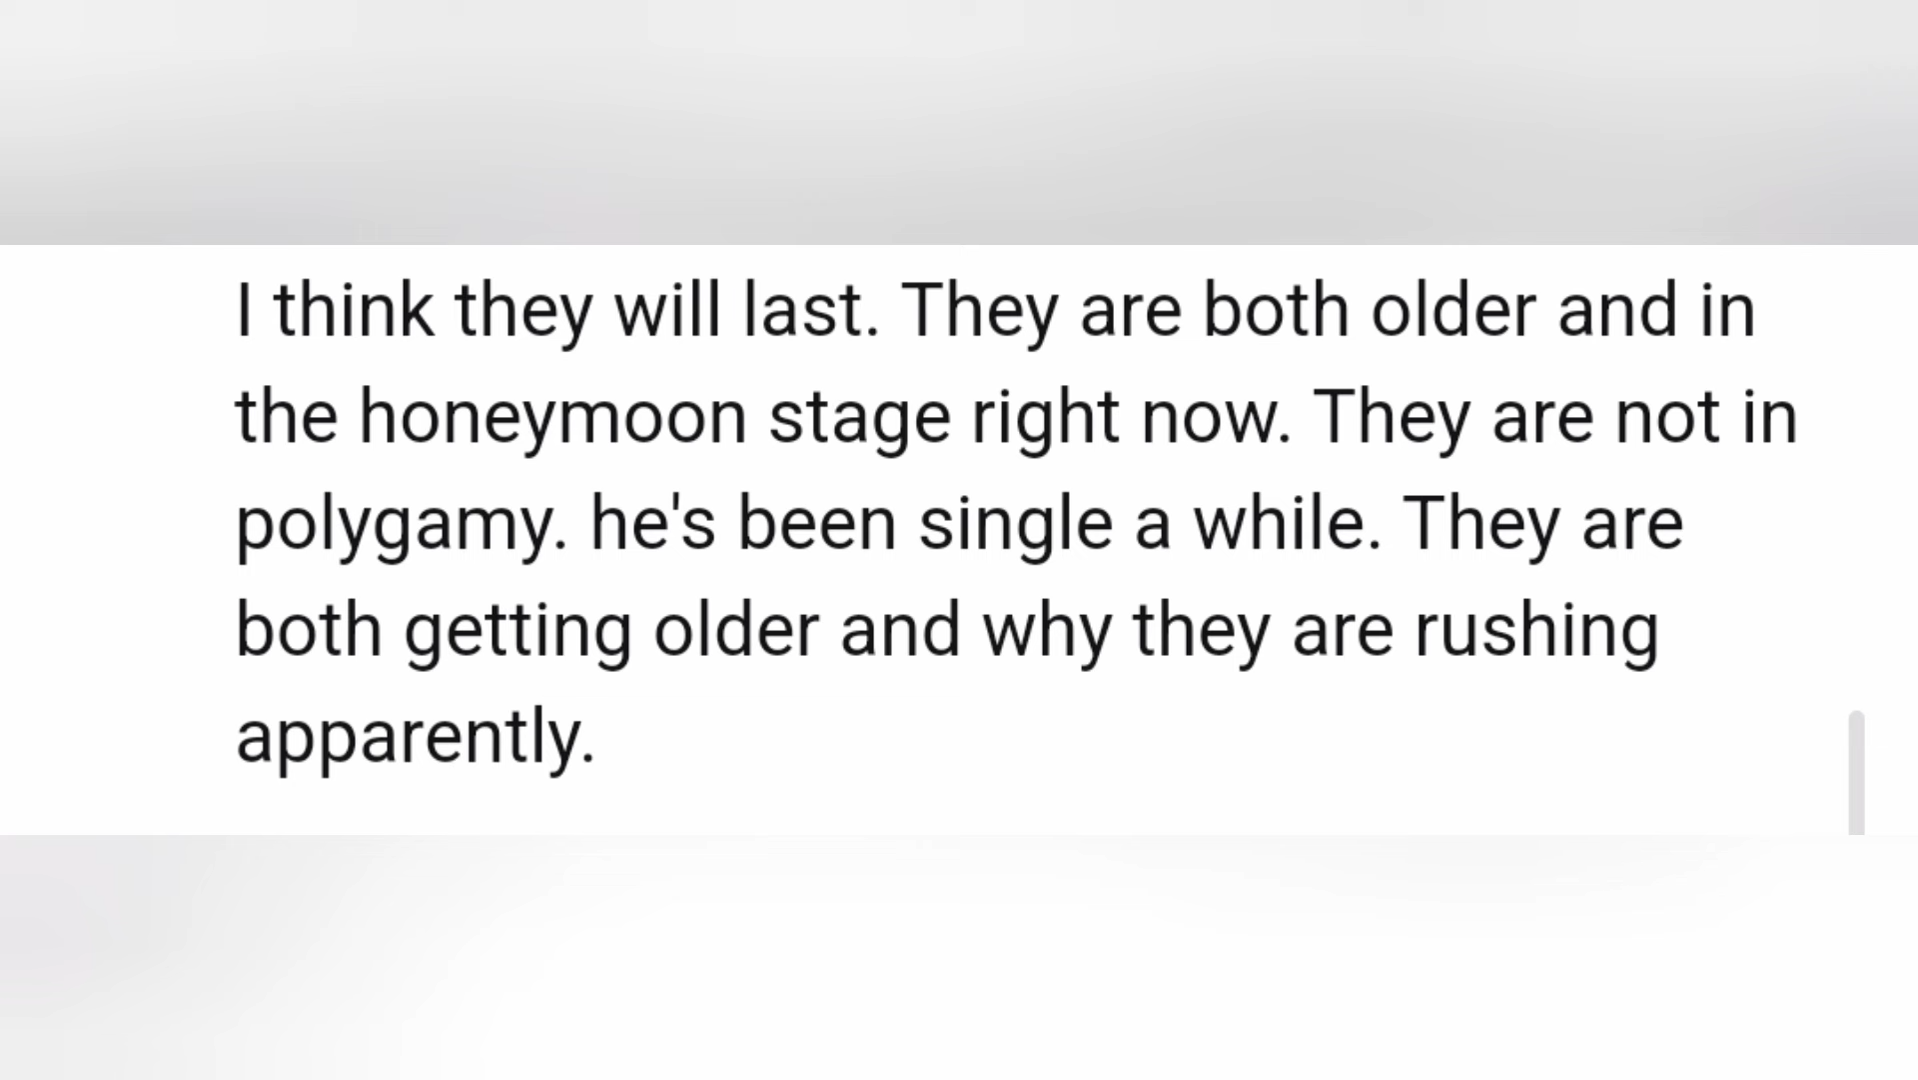 I think they will last. They are both older and in
the honeymoon stage right now. They are not in
polygamy. he's been single a while. They are
both getting older and why they are rushing
apparently.